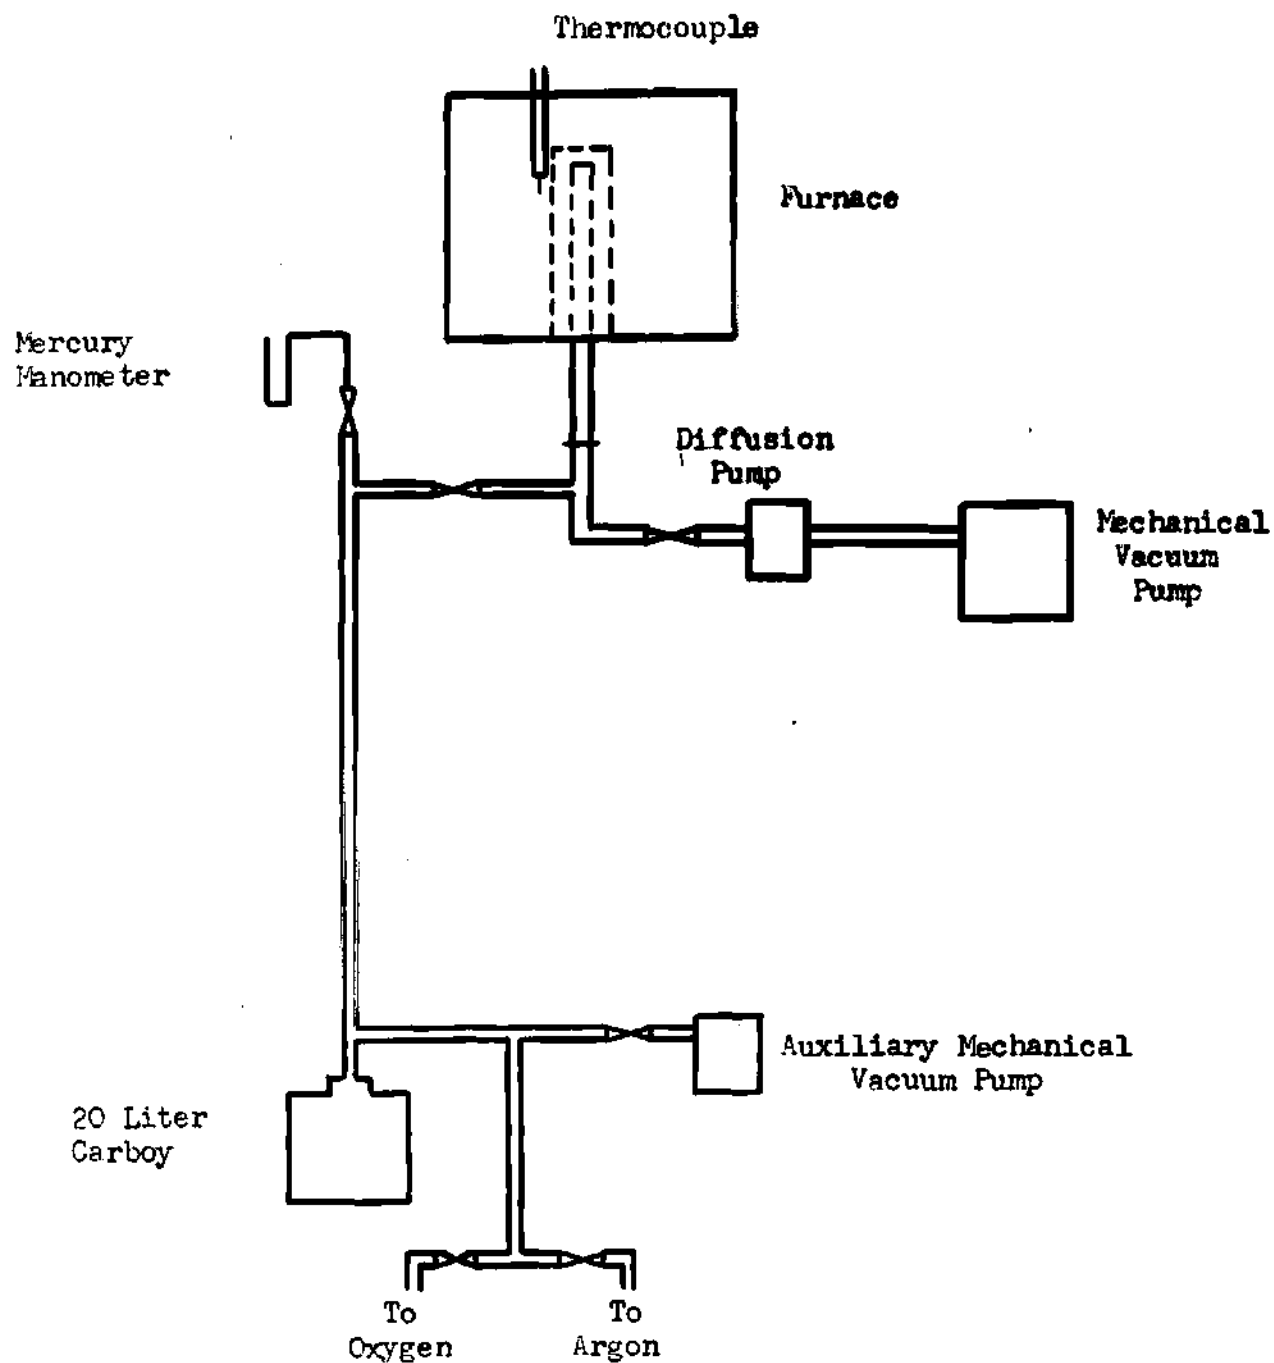 Thermocouple
Furnace
Mercury
Manometer
Diffusion
Pump
Mechanical
Vacuum
Pump
Auxiliary Mechanical
Vacuum Pump
20 Liter
Carboy
To
Oxygen
To
Argon